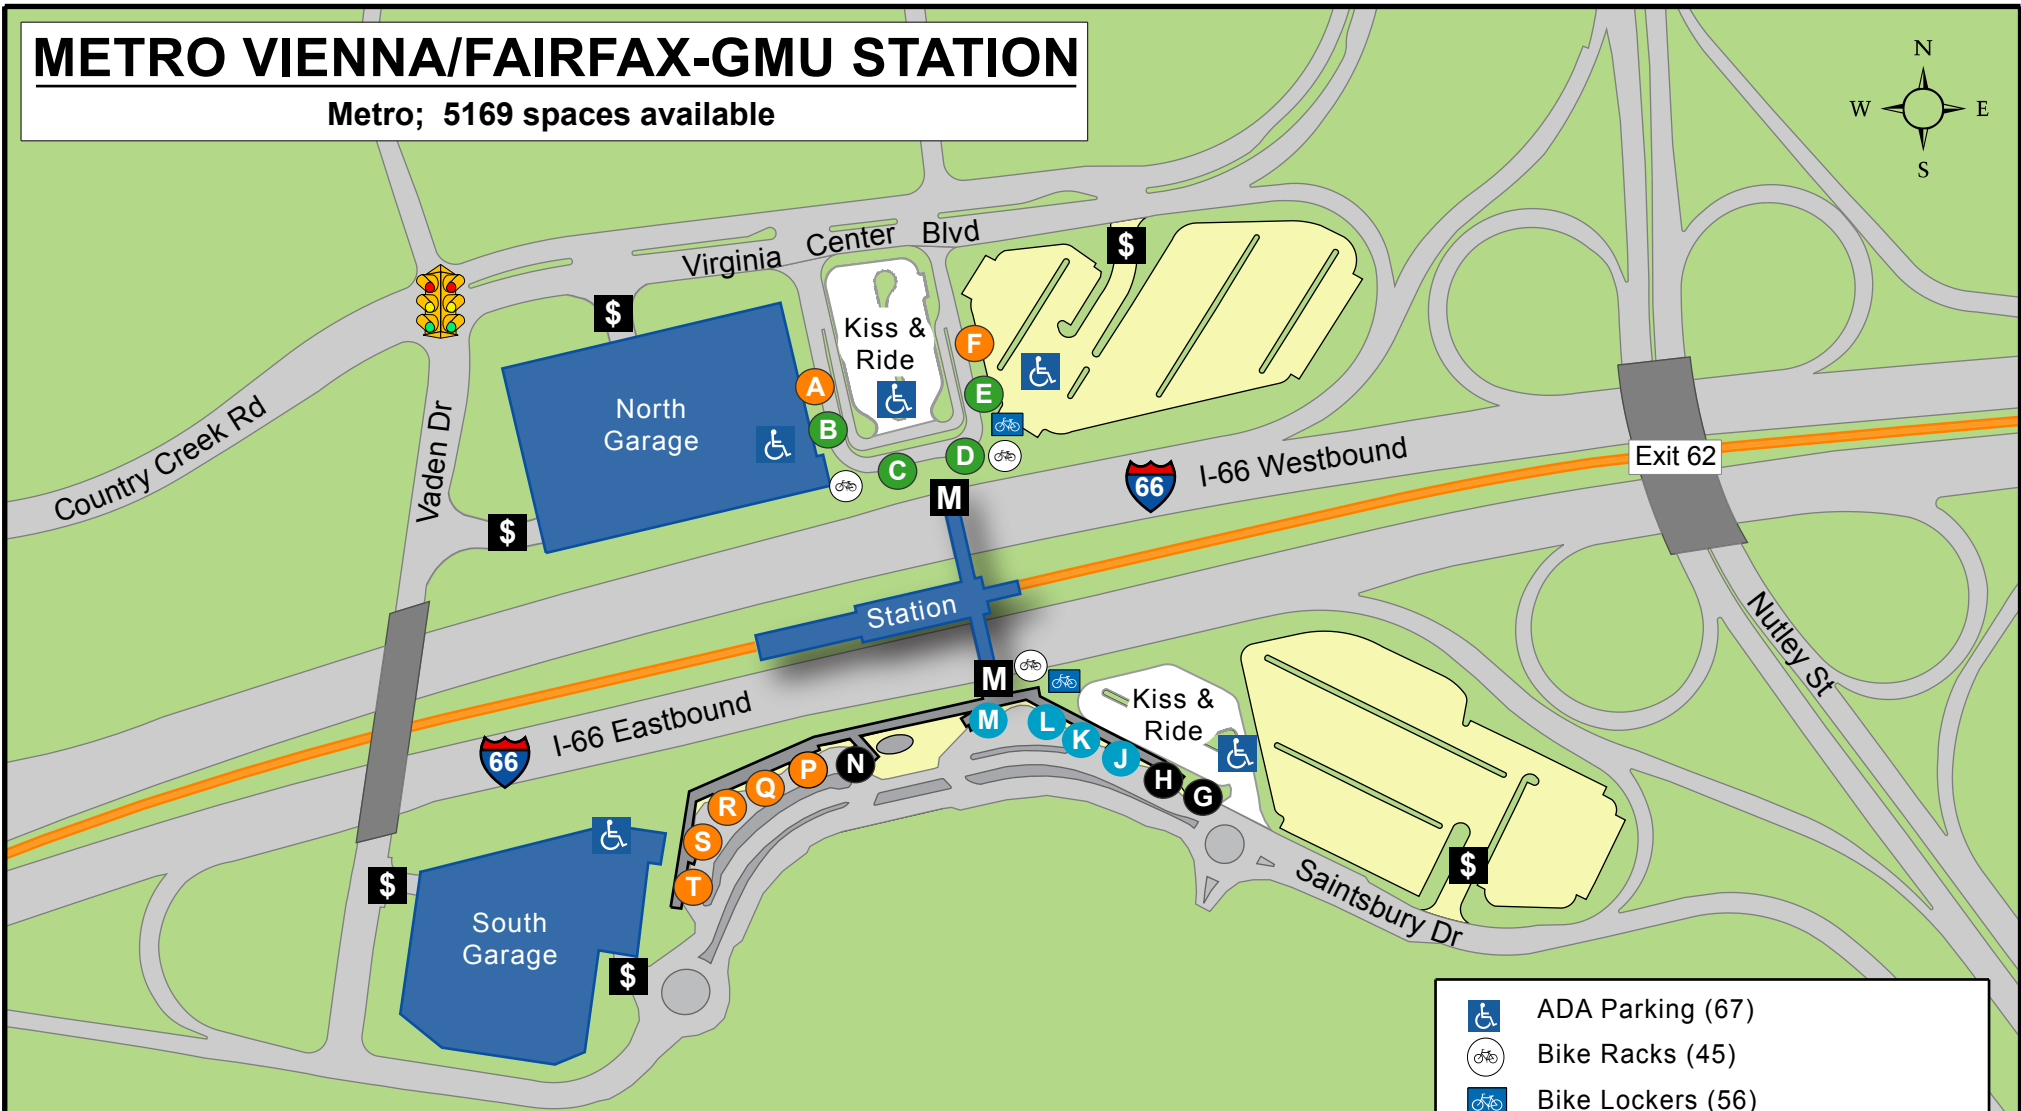 METRO VIENNA/FAIRFAX-GMU STATION
Metro;  5169 spaces available
N
W
E
S
Virginia Center Blvd
$
$
Kiss &
Ride
F
A
E
North
Garage
B
Country Creek Rd
Vaden Dr
C
D
M
66
I-66 Westbound
Exit 62
$
Station
Nutley St
M
Kiss &
Ride
I-66 Eastbound
66
M
L
K
J
H
G
N
P
Q
R
S
T
$
$
Saintsbury Dr
South
Garage
$
ADA Parking (67)
Bike Racks (45)
Bike Lockers (56)